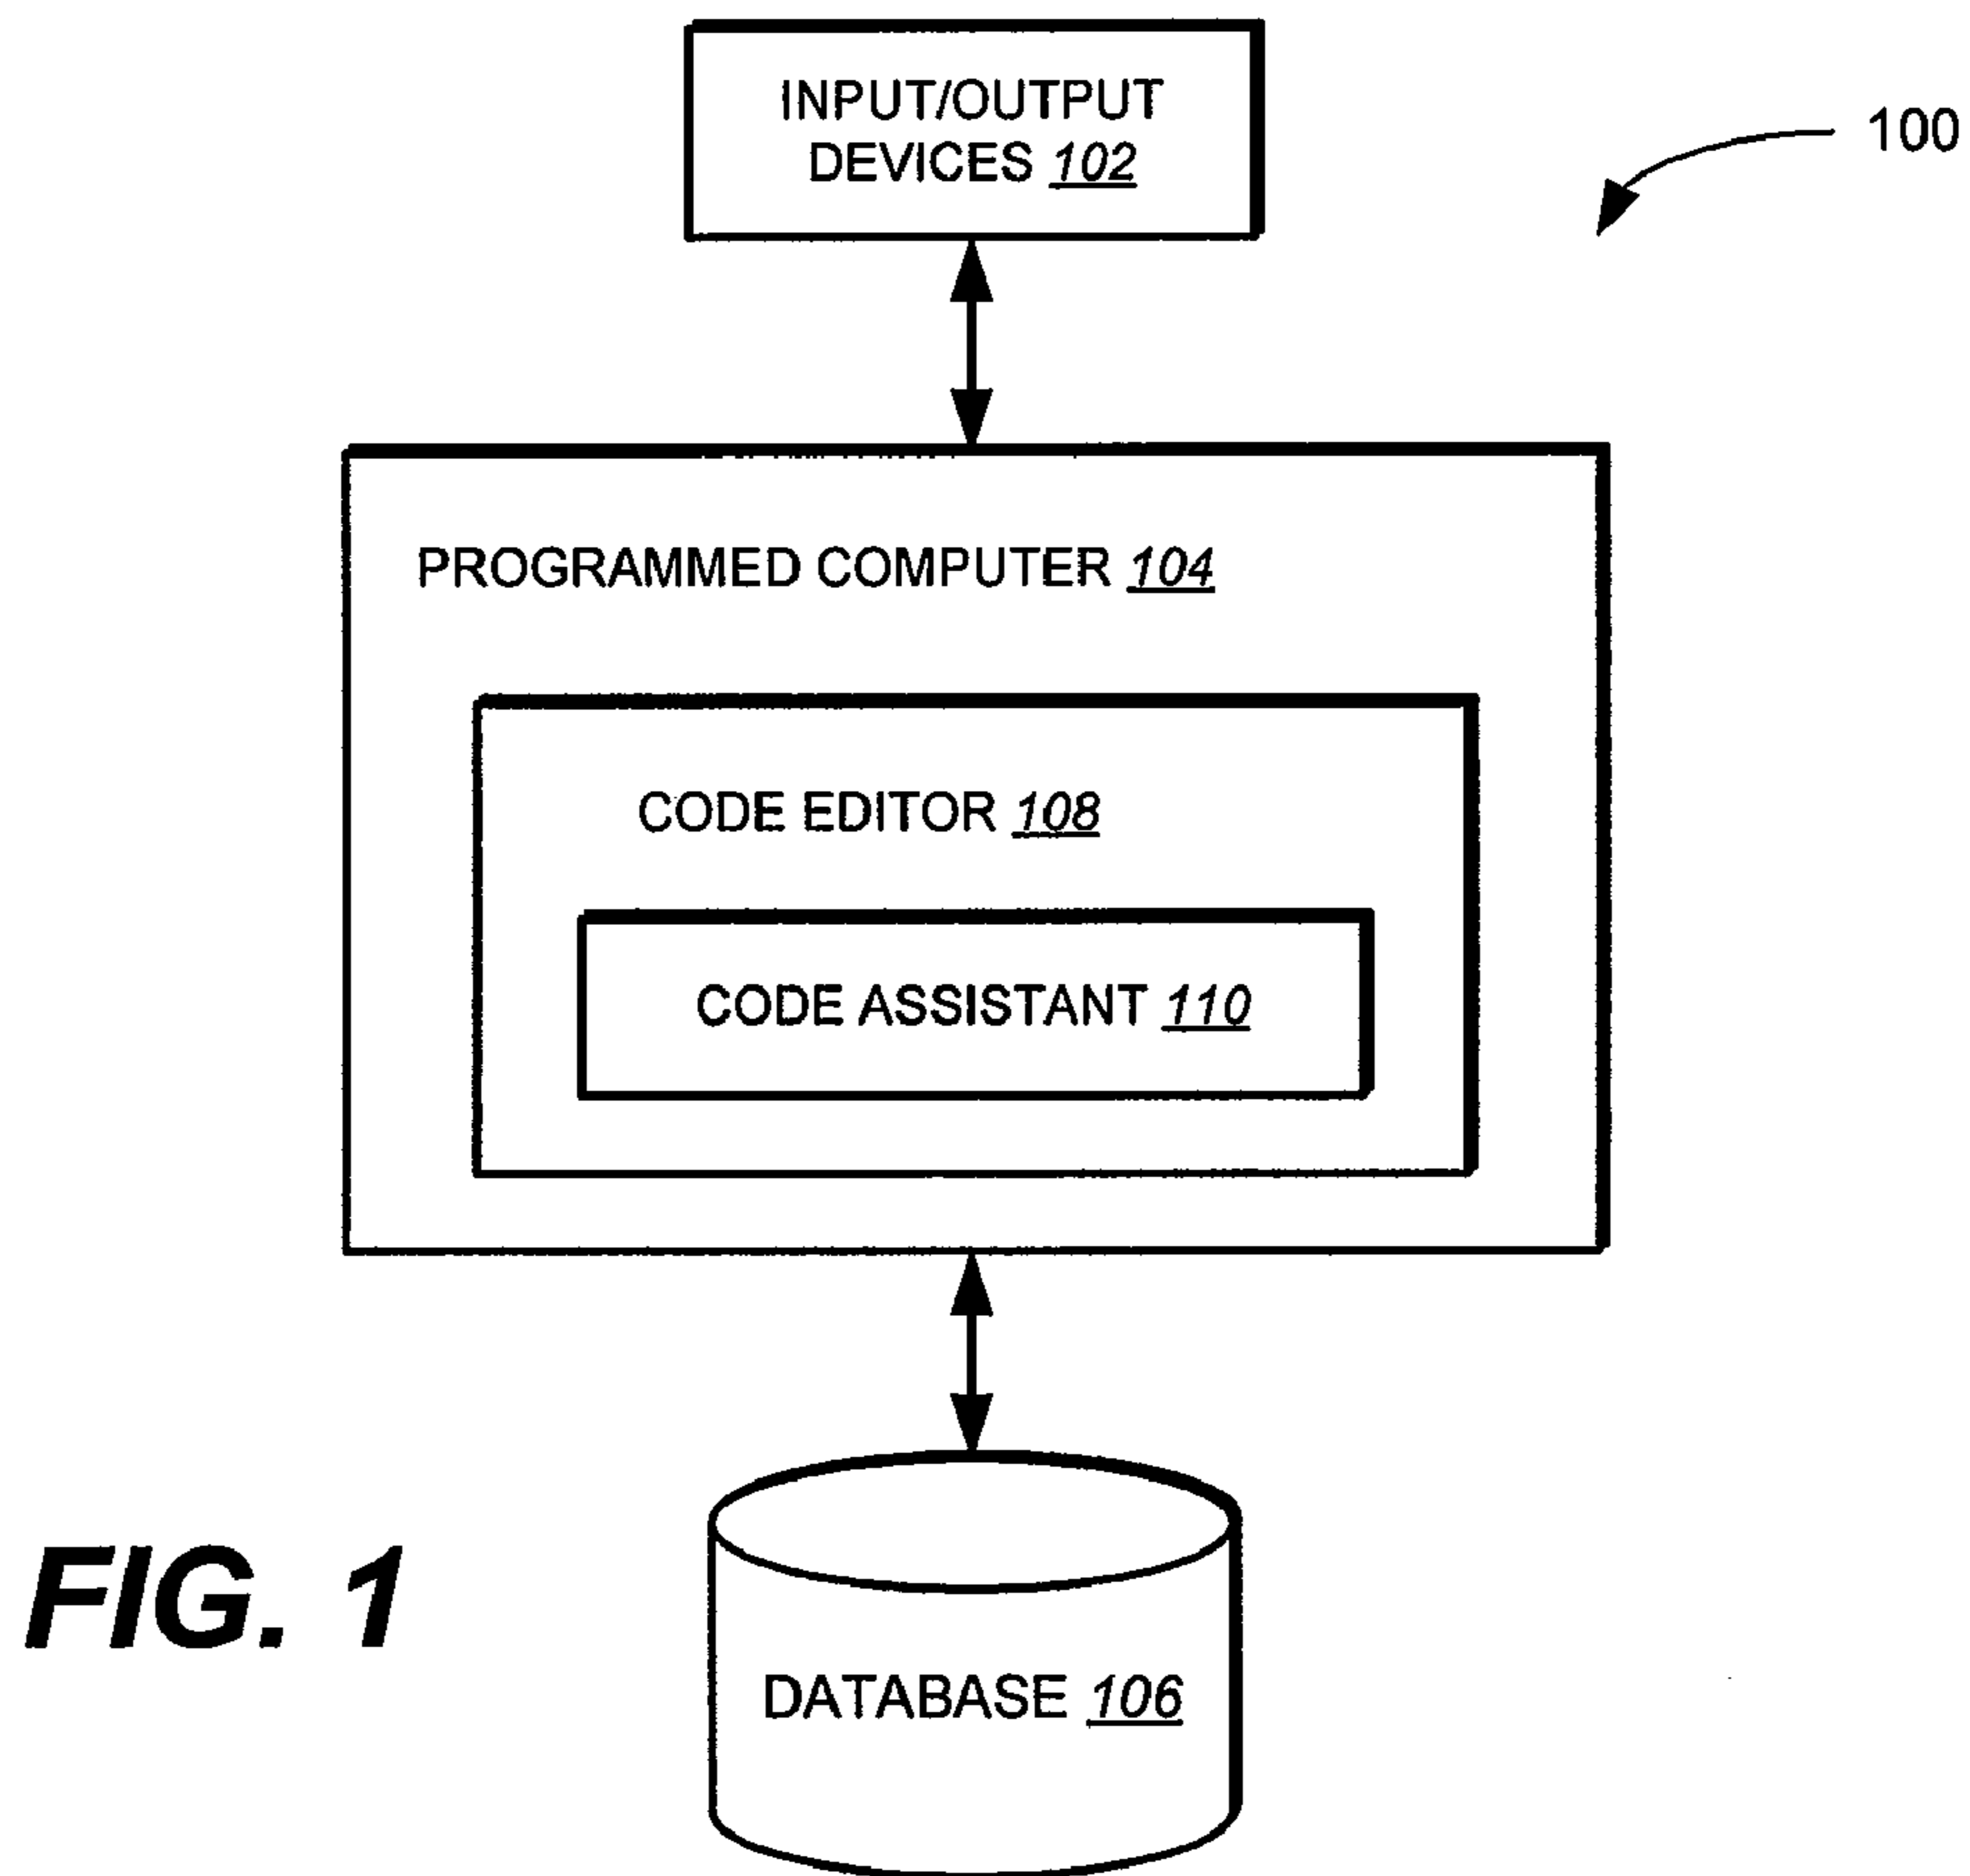 INPUT/OUTPUT
DEVICES 102
100
PROGRAMMED COMPUTER 104
CODE EDITOR 108
CODE ASSISTANT 110
FIG. 1
DATABASE 106